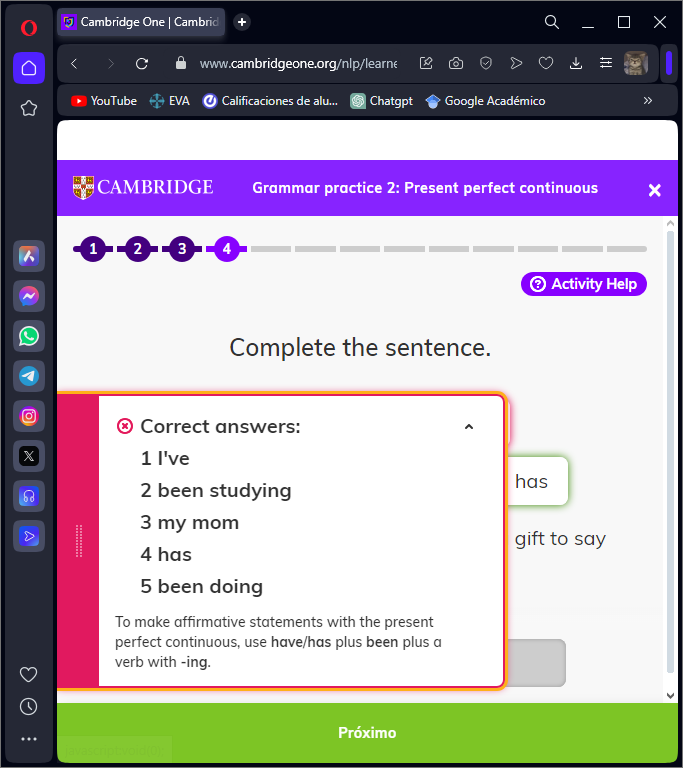 Cambridge One | Cambrid
www.cambridgeone.org/nlp/learne
YouTube EVA Calificaciones de alu... Chatgpt Google Académico »
CAMBRIDGE
Grammar practice 2: Present perfect continuous
1 2 3 4
? Activity Help
Complete the sentence.
Correct answers:
1 I've
2 been studying
3 my mom
4 has
5 been doing
To make affirmative statements with the present
perfect continuous, use have/has plus been plus a
verb with -ing.
has
gift to say
Próximo